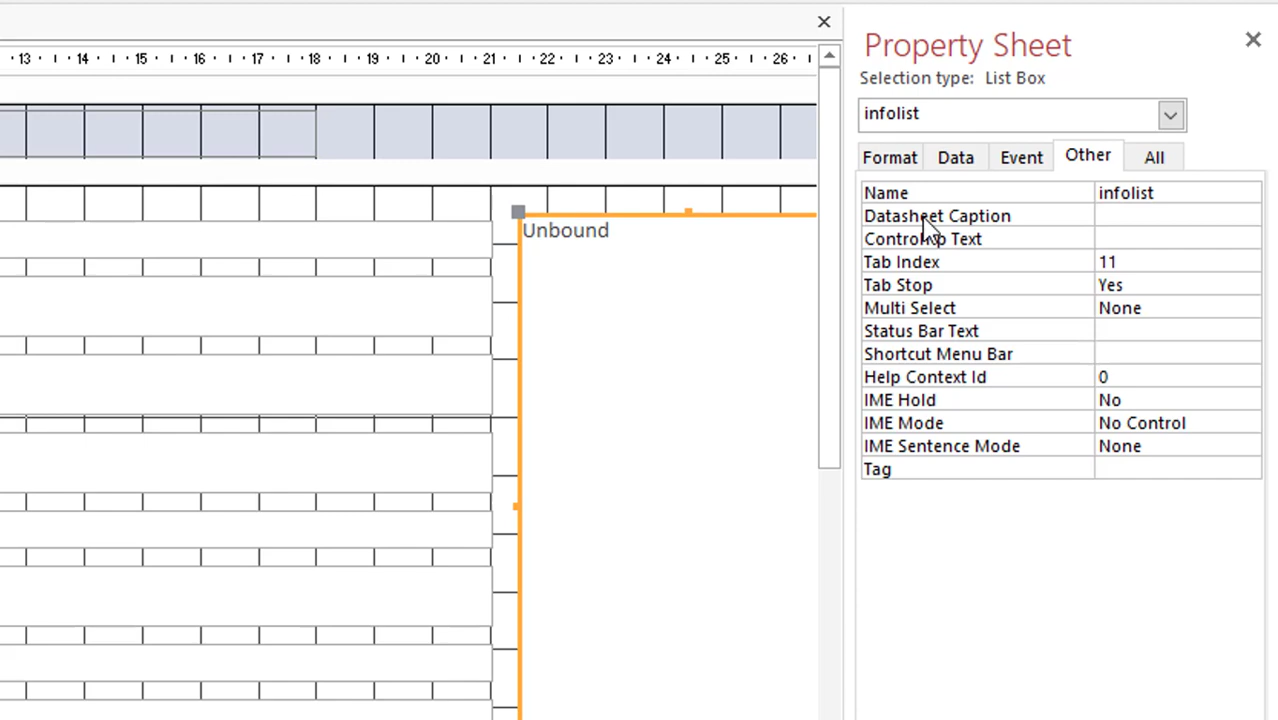 13 14 15 16 17 18 19 20 21 22 23 24 25 26
Unbound
Property Sheet
Selection type: List Box
infolist
Format Data Event Other All
Name infolist
Datasheet Caption
Text
Tab Index 11
Tab Stop Yes
Multi Select None
Status Bar Text
Shortcut Menu Bar
Help Context Id 0
IME Hold No
IME Mode No Control
IME Sentence Mode None
Tag